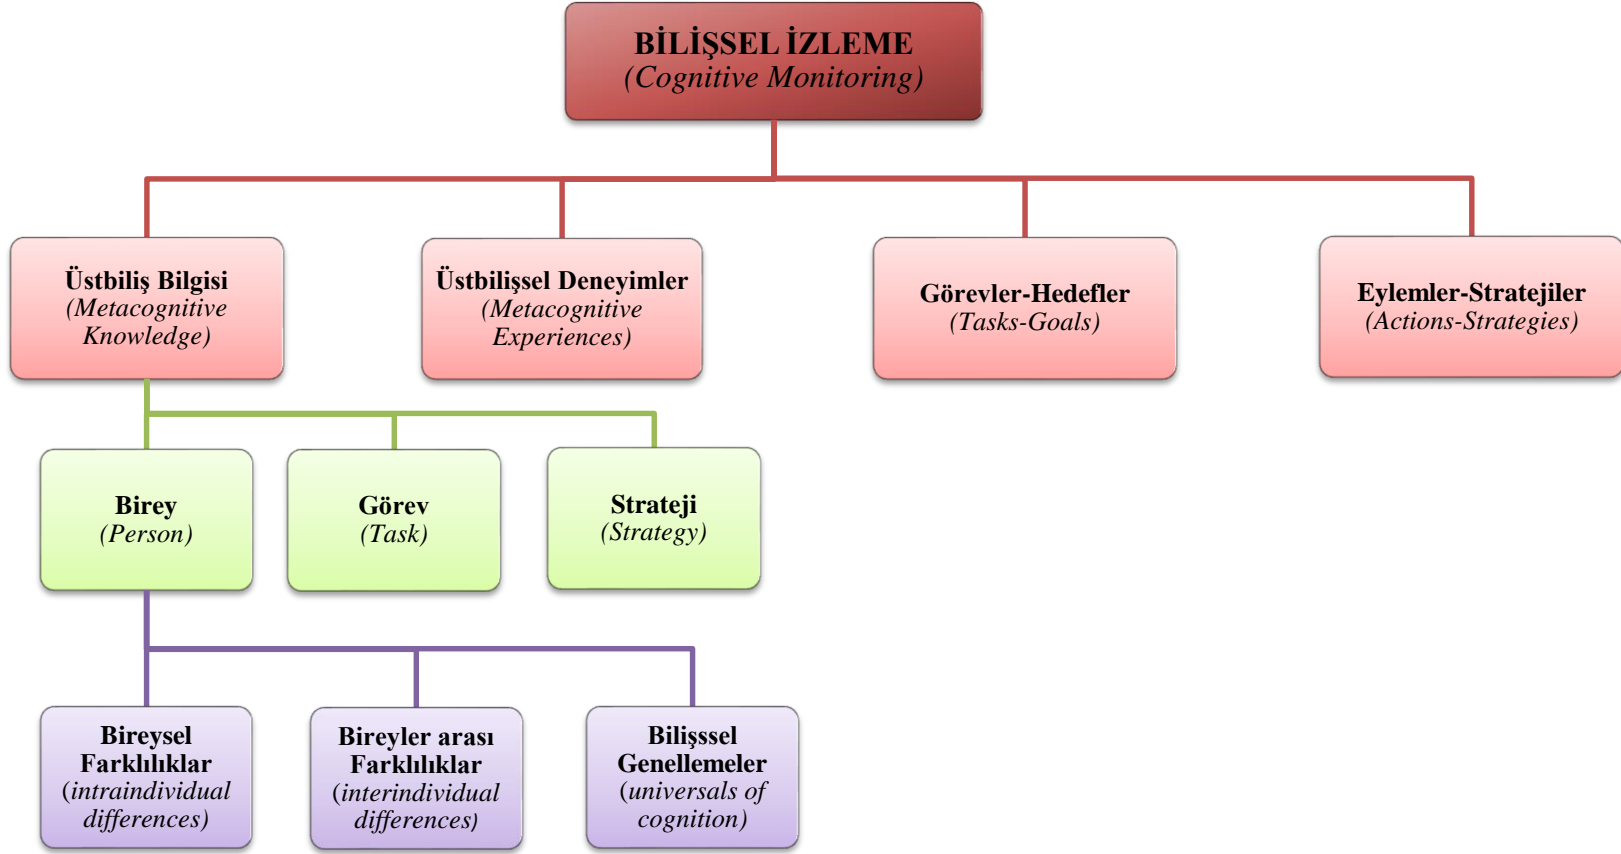 BİLİŞSEL İZLEME
(Cognitive Monitoring)
Üstbiliş Bilgisi
(Metacognitive
Knowledge)
Üstbilişsel Deneyimler
(Metacognitive
Experiences)
Görevler-Hedefler
(Tasks-Goals)
Eylemler-Stratejiler
(Actions-Strategies)
Birey
(Person)
Görev
(Task)
Strateji
(Strategy)
Bireysel
Farklılıklar
(intraindividual
differences)
Bireyler arası
Farklılıklar
(interindividual
differences)
Bilişssel
Genellemeler
(universals of
cognition)